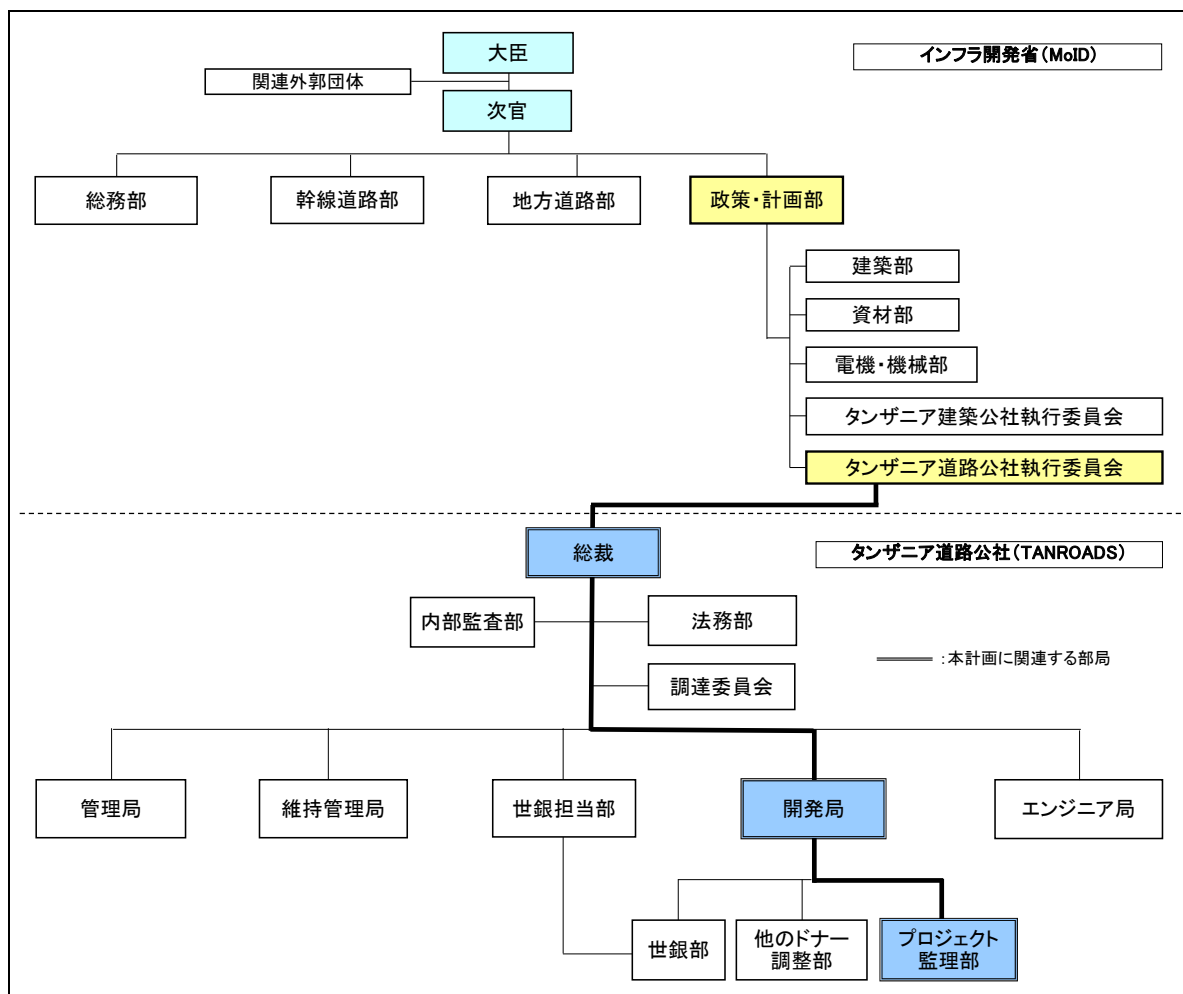 大臣
インフラ開発省(MoID)
関連外郭団体
次官
総務部
幹線道路部
地方道路部
政策・計画部
建築部
資材部
電機・機械部
タンザニア建築公社執行委員会
タンザニア道路公社執行委員会
総裁
タンザニア道路公社(TANROADS)
内部監査部
法務部
:本計画に関連する部局
調達委員会
管理局
維持管理局
世銀担当部
開発局
エンジニア局
世銀部
他のドナー
調整部
プロジェクト
監理部